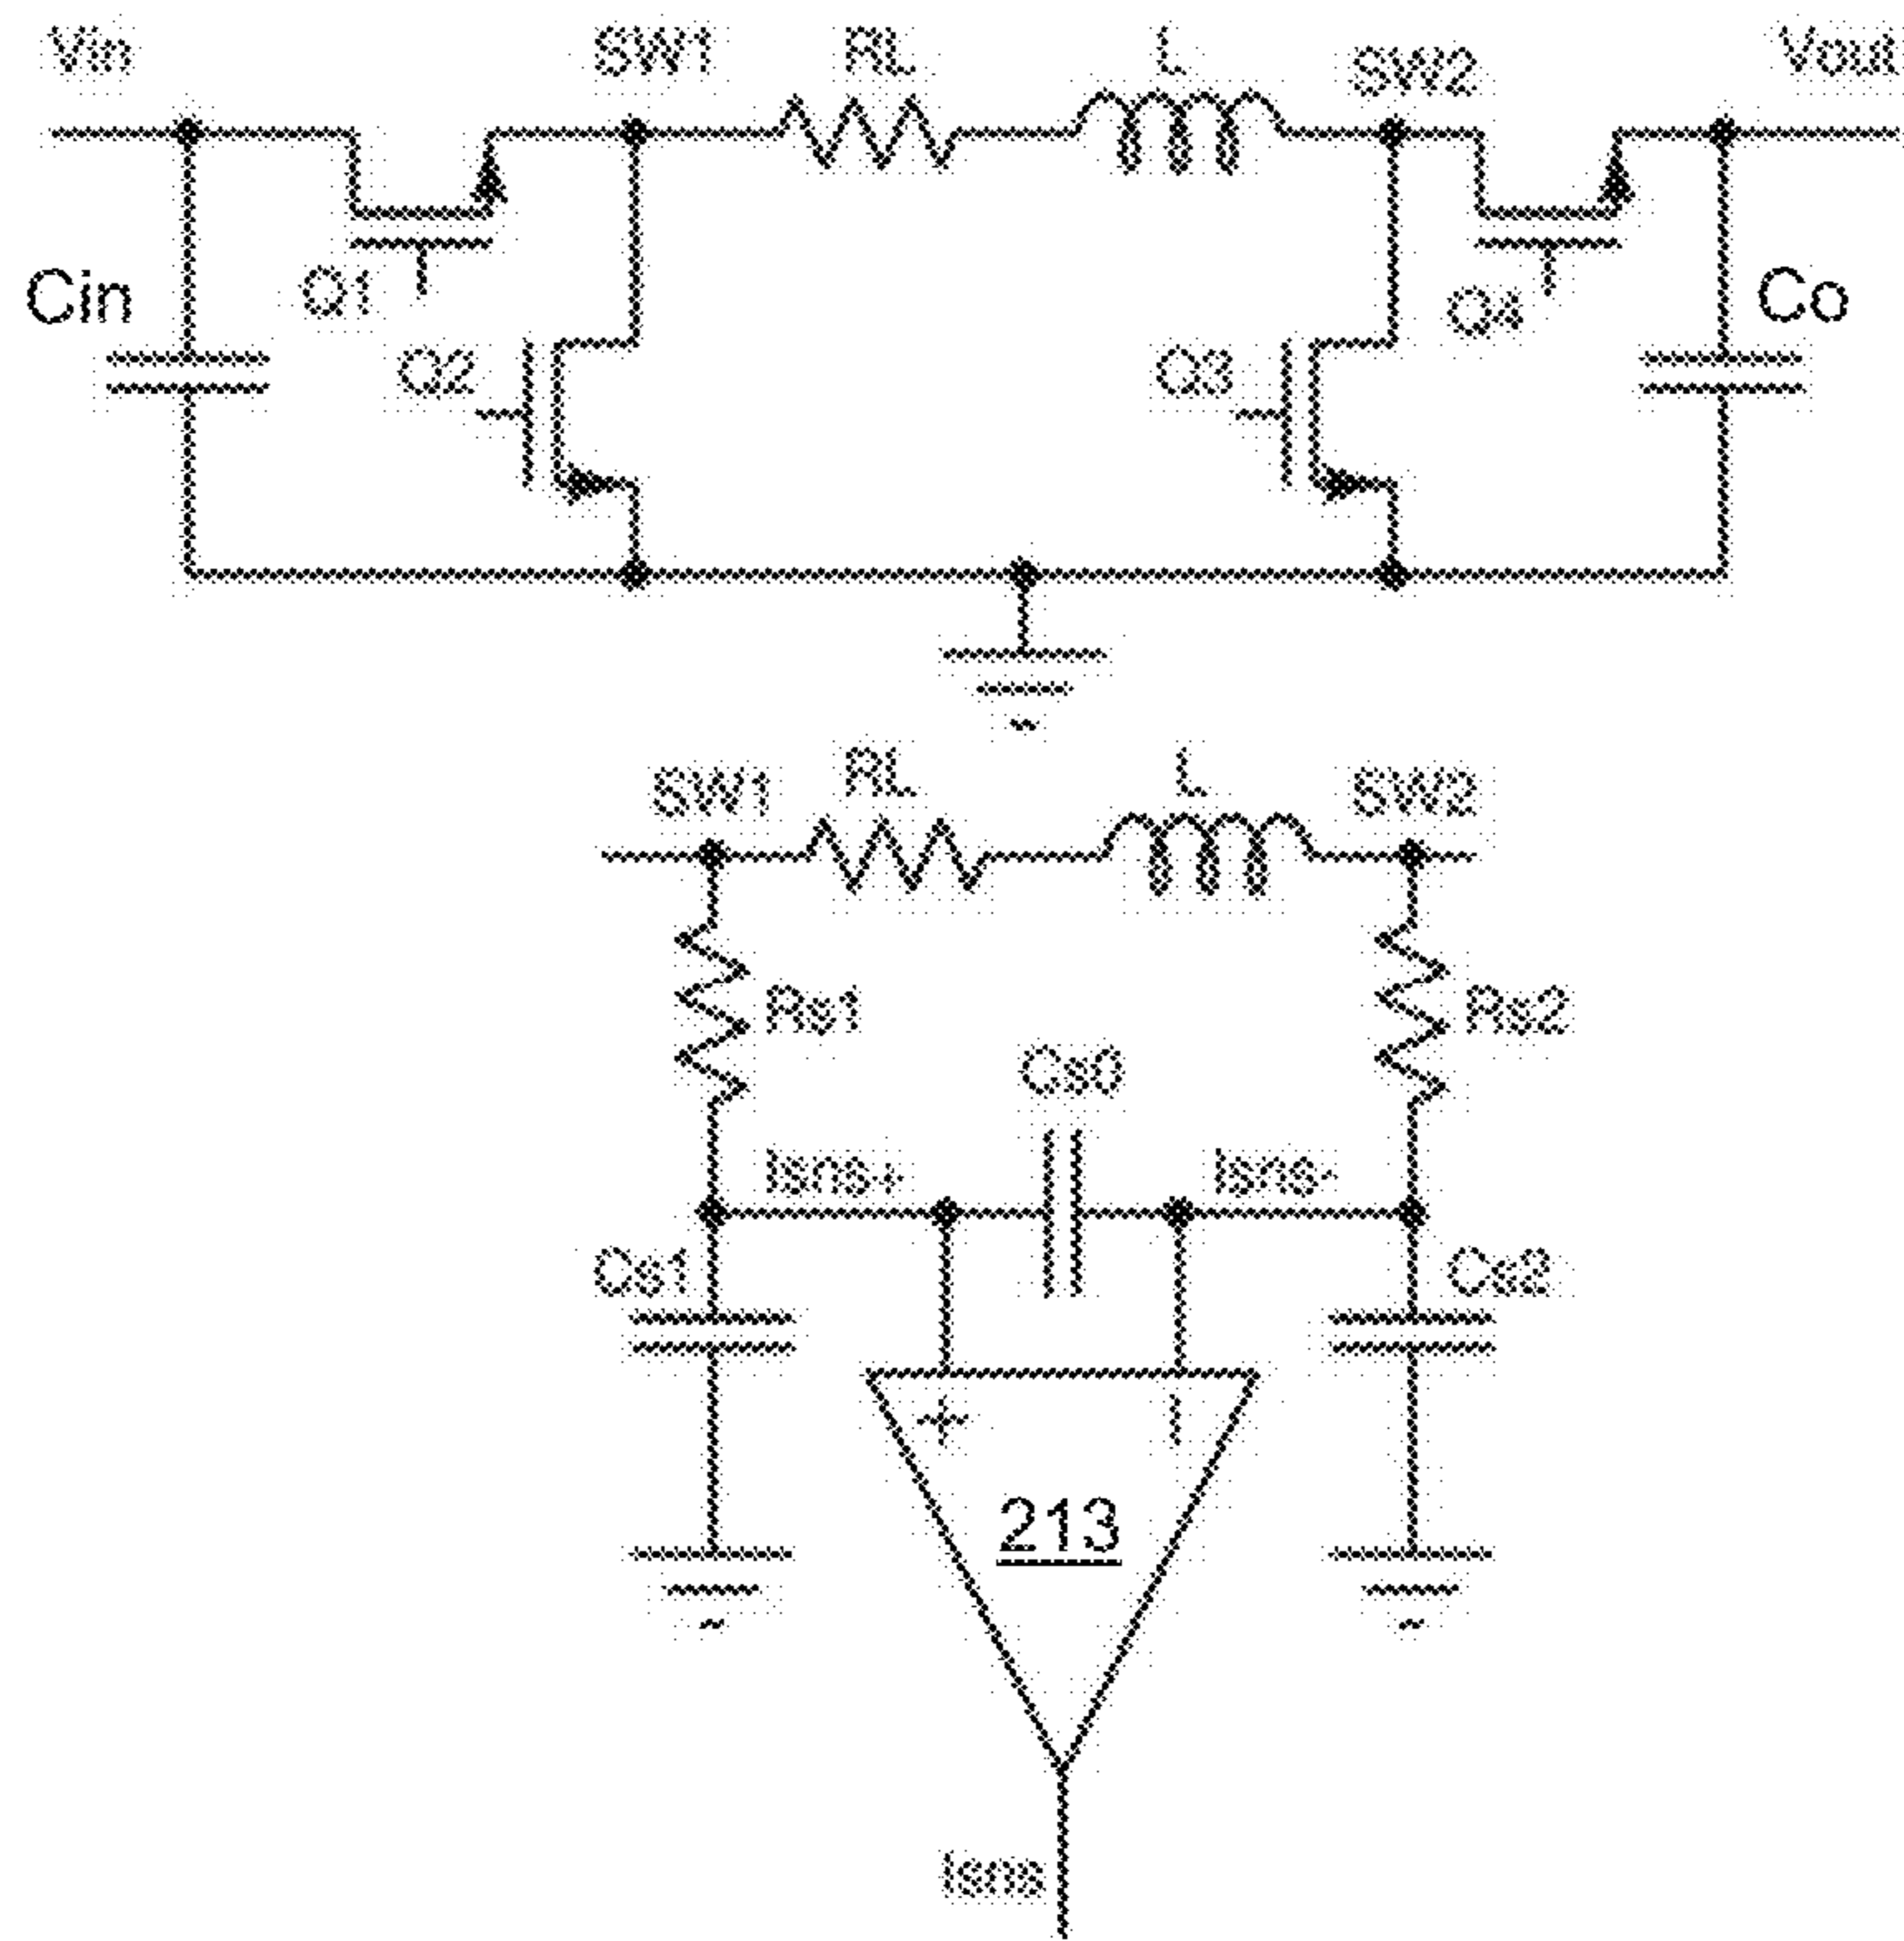 Vin SW1 RL L SW2 Vout
Cin Q1 Q4 Co
Q2 Q3
SW1 RL L SW2
Rs1 Rs2
Cs0
Isns+ Isns-
Cs1 Cs2
+ -
213
Isns